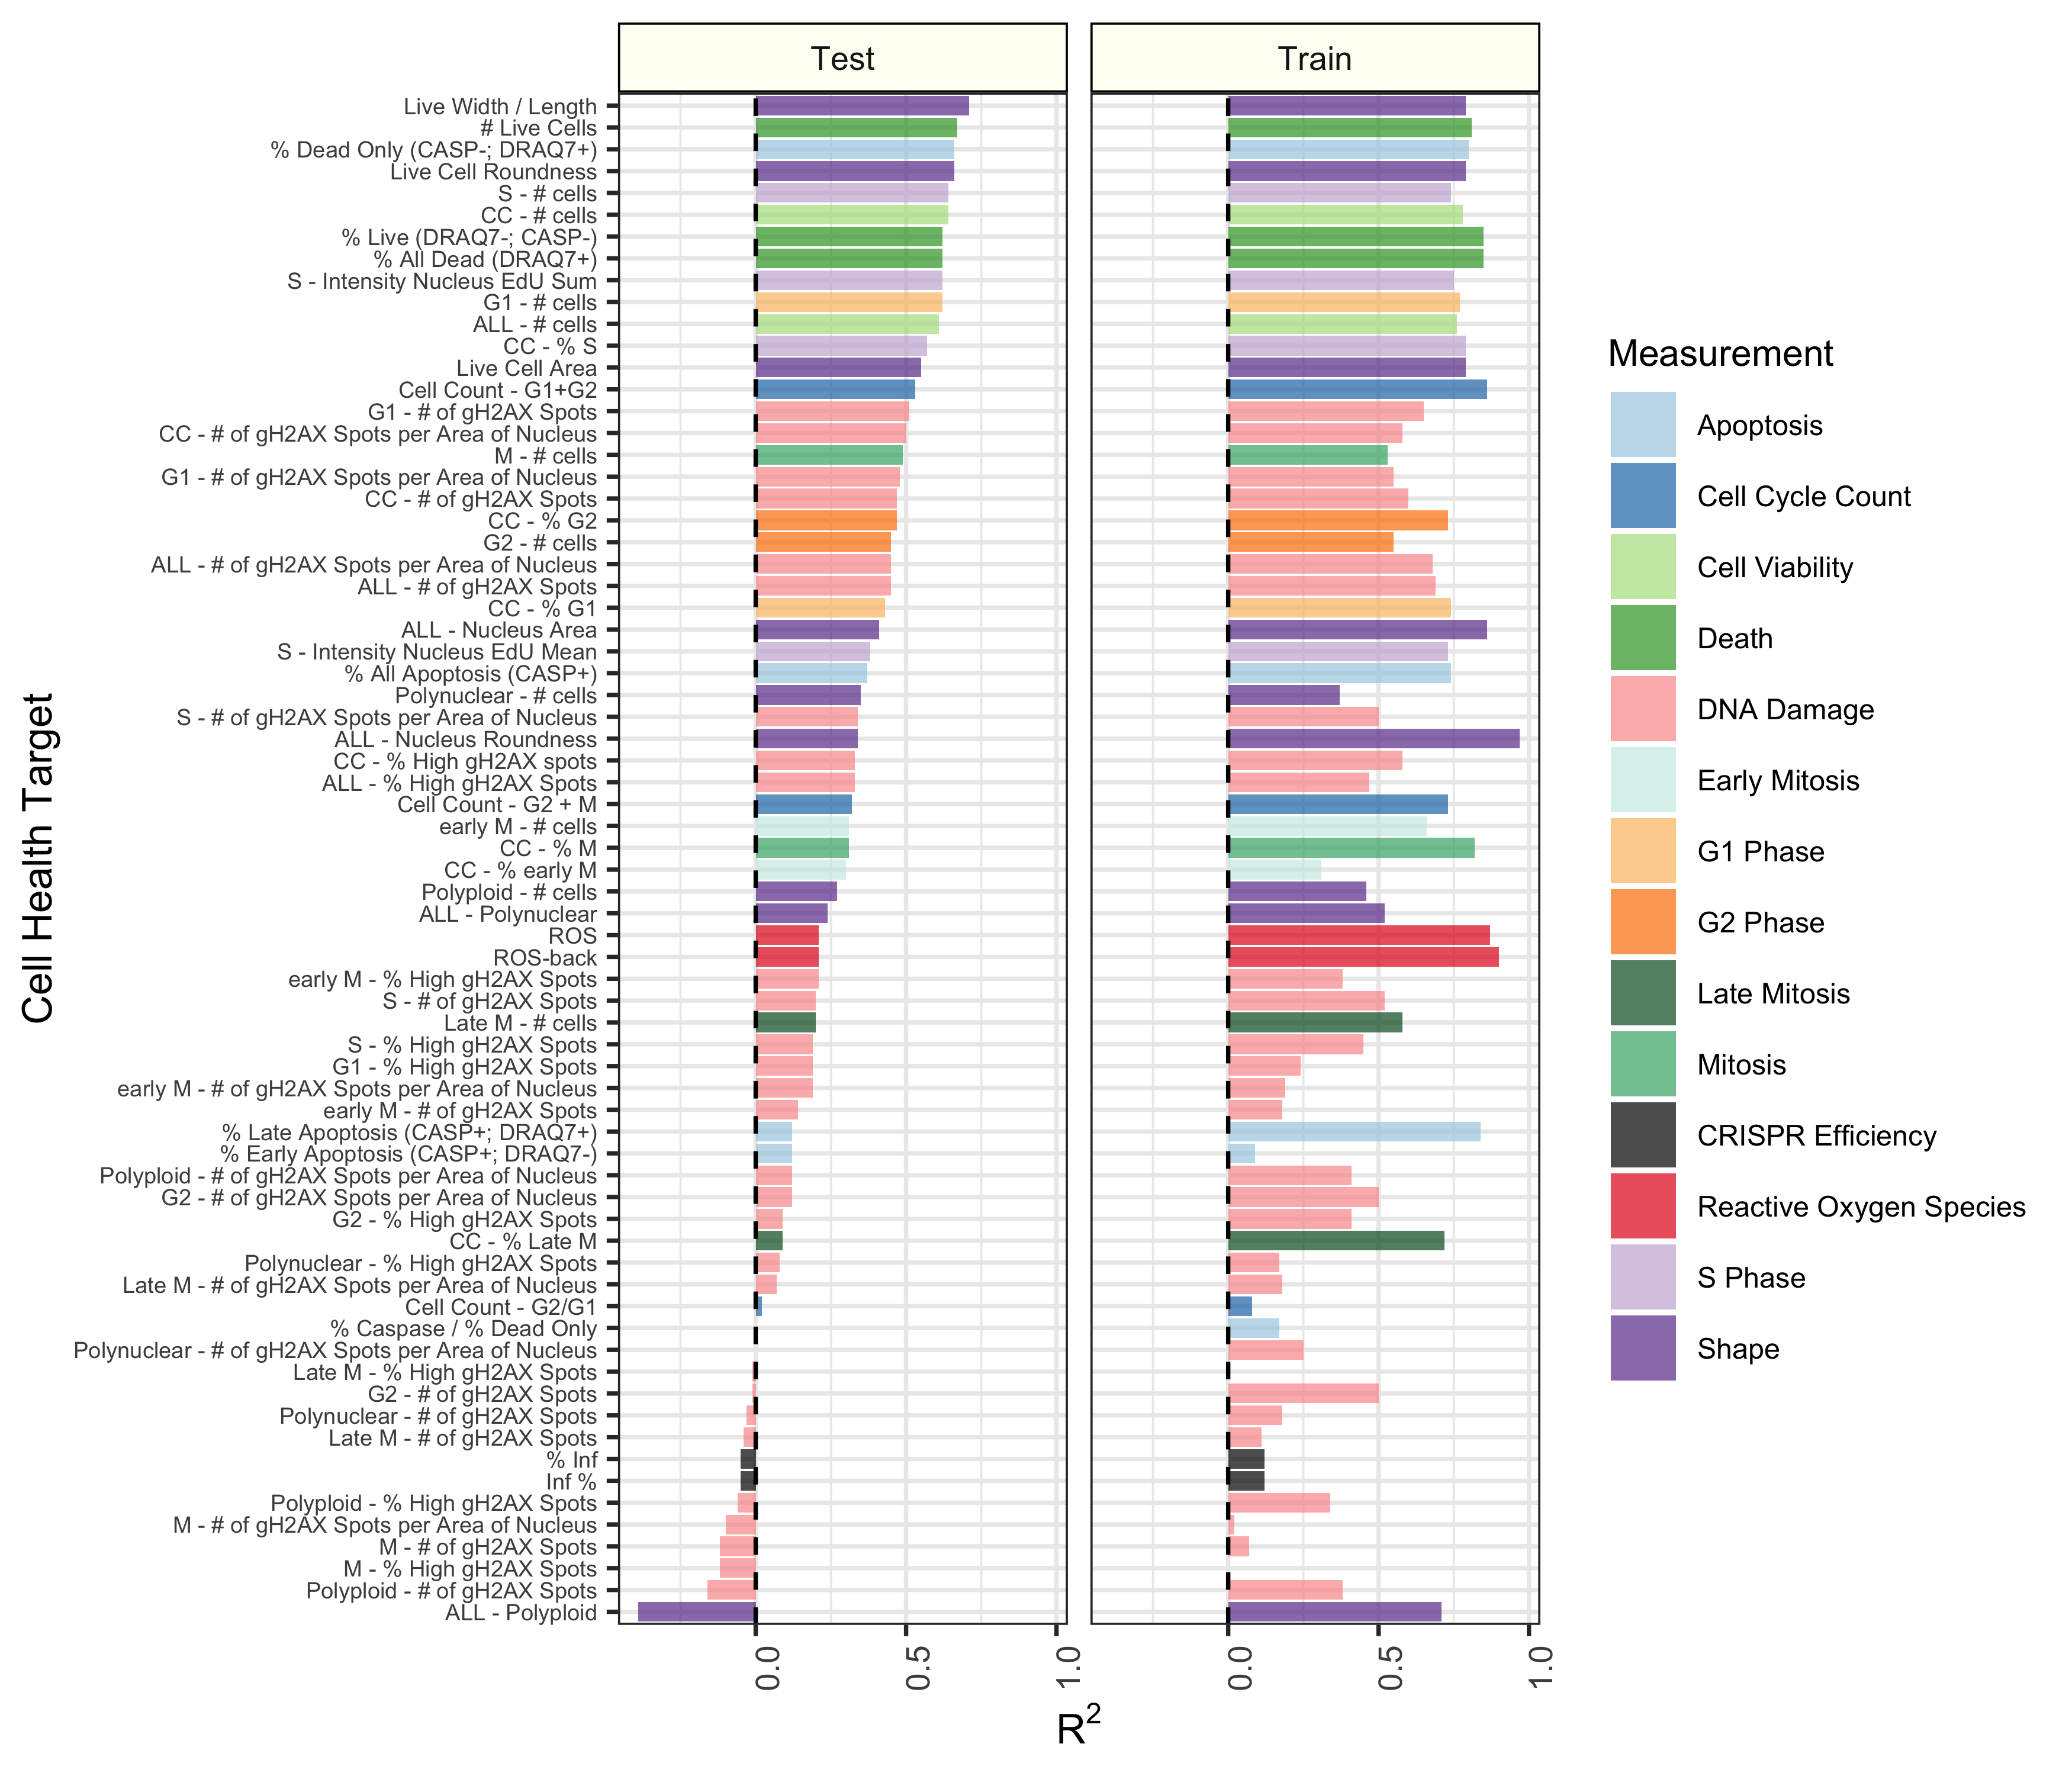 Test
Train
Live Width / Length
# Live Cells
% Dead Only (CASP-; DRAQ7+)
Live Cell Roundness
S - # cells
CC - # cells
% Live (DRAQ7-; CASP-)
% All Dead (DRAQ7+)
S - Intensity Nucleus EdU Sum
G1 - # cells
ALL - # cells
CC - % S
Live Cell Area
Cell Count - G1+G2
G1 - # of gH2AX Spots
CC - # of gH2AX Spots per Area of Nucleus
M - # cells
G1 - # of gH2AX Spots per Area of Nucleus
CC - # of gH2AX Spots
CC - % G2
G2 - # cells
ALL - # of gH2AX Spots per Area of Nucleus
ALL - # of gH2AX Spots
CC - % G1
ALL - Nucleus Area
S - Intensity Nucleus EdU Mean
% All Apoptosis (CASP+)
Polynuclear - # cells
S - # of gH2AX Spots per Area of Nucleus
ALL - Nucleus Roundness
CC - % High gH2AX spots
ALL - % High gH2AX Spots
Cell Count - G2 + M
early M - # cells
CC - % M
CC - % early M
Polyploid - # cells
ALL - Polynuclear
ROS
ROS-back
early M - % High gH2AX Spots
S - # of gH2AX Spots
Late M - # cells
S - % High gH2AX Spots
G1 - % High gH2AX Spots
early M - # of gH2AX Spots per Area of Nucleus
early M - # of gH2AX Spots
% Late Apoptosis (CASP+; DRAQ7+)
% Early Apoptosis (CASP+; DRAQ7-)
Polyploid - # of gH2AX Spots per Area of Nucleus
G2 - # of gH2AX Spots per Area of Nucleus
G2 - % High gH2AX Spots
CC - % Late M
Polynuclear - % High gH2AX Spots
Late M - # of gH2AX Spots per Area of Nucleus
Cell Count - G2/G1
% Caspase / % Dead Only
Polynuclear - # of gH2AX Spots per Area of Nucleus
Late M - % High gH2AX Spots
G2 - # of gH2AX Spots
Polynuclear - # of gH2AX Spots
Late M - # of gH2AX Spots
% Inf
Inf %
Polyploid - % High gH2AX Spots
M - # of gH2AX Spots per Area of Nucleus
M - # of gH2AX Spots
M - % High gH2AX Spots
Polyploid - # of gH2AX Spots
ALL - Polyploid
Cell Health Target
0.0
0.5
1.0
0.0
0.5
1.0
R²
Measurement
Apoptosis
Cell Cycle Count
Cell Viability
Death
DNA Damage
Early Mitosis
G1 Phase
G2 Phase
Late Mitosis
Mitosis
CRISPR Efficiency
Reactive Oxygen Species
S Phase
Shape